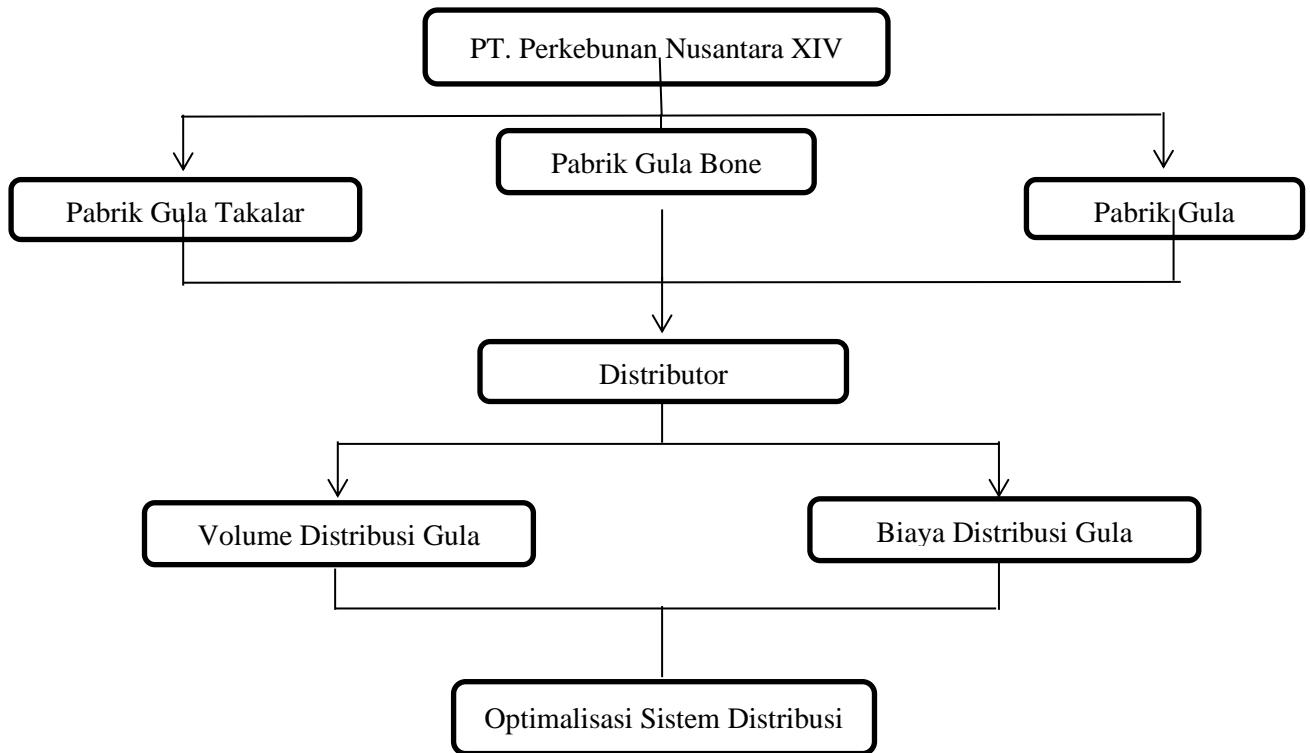 PT. Perkebunan Nusantara XIV
Pabrik Gula Bone
Pabrik Gula Takalar
Pabrik Gula
Distributor
Volume Distribusi Gula
Biaya Distribusi Gula
Optimalisasi Sistem Distribusi